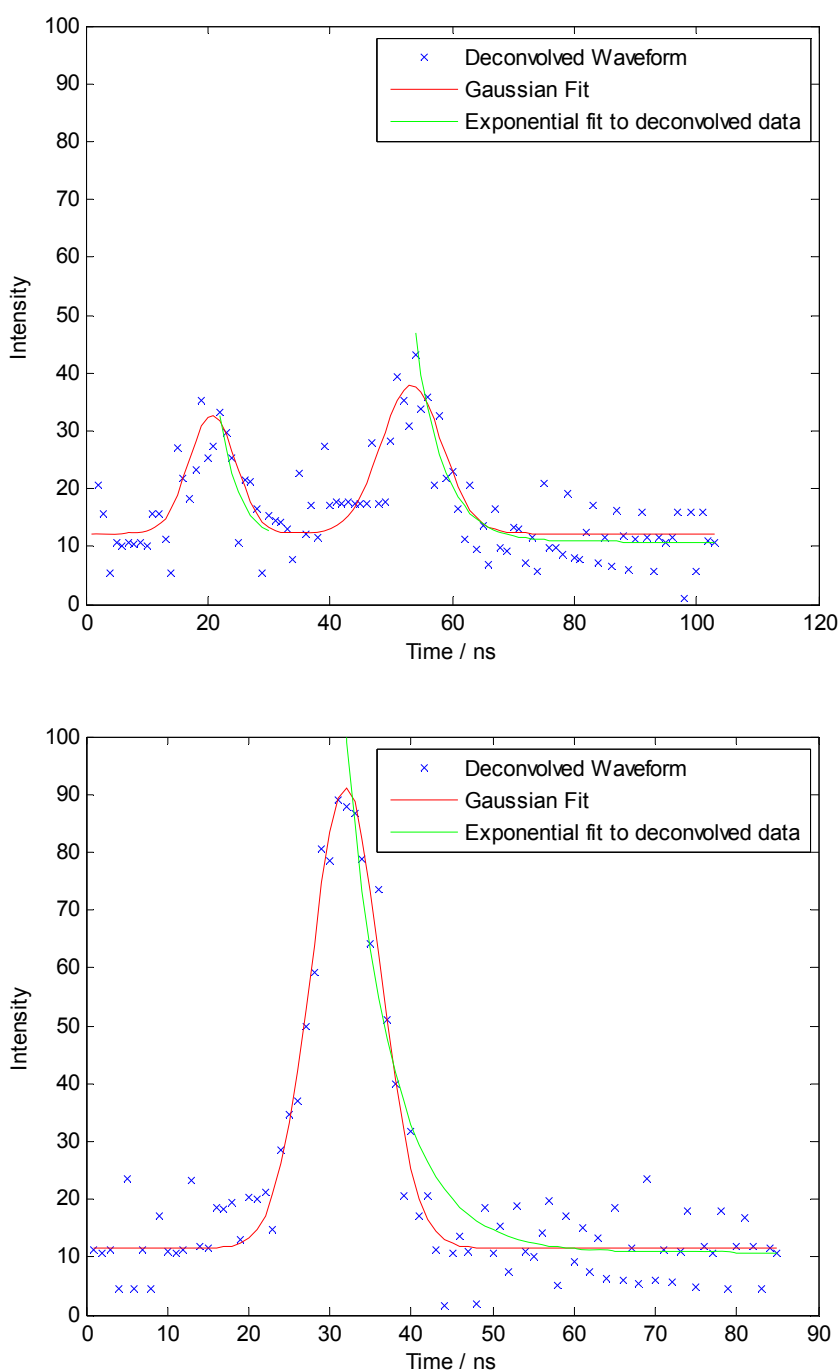 100
90
80
70
60
50
40
30
20
10
0
Intensity
Deconvolved Waveform
Gaussian Fit
Exponential fit to deconvolved data
0 20 40 60 80 100 120
Time / ns
100
90
80
70
60
50
40
30
20
10
0
Intensity
Deconvolved Waveform
Gaussian Fit
Exponential fit to deconvolved data
0 10 20 30 40 50 60 70 80 90
Time / ns